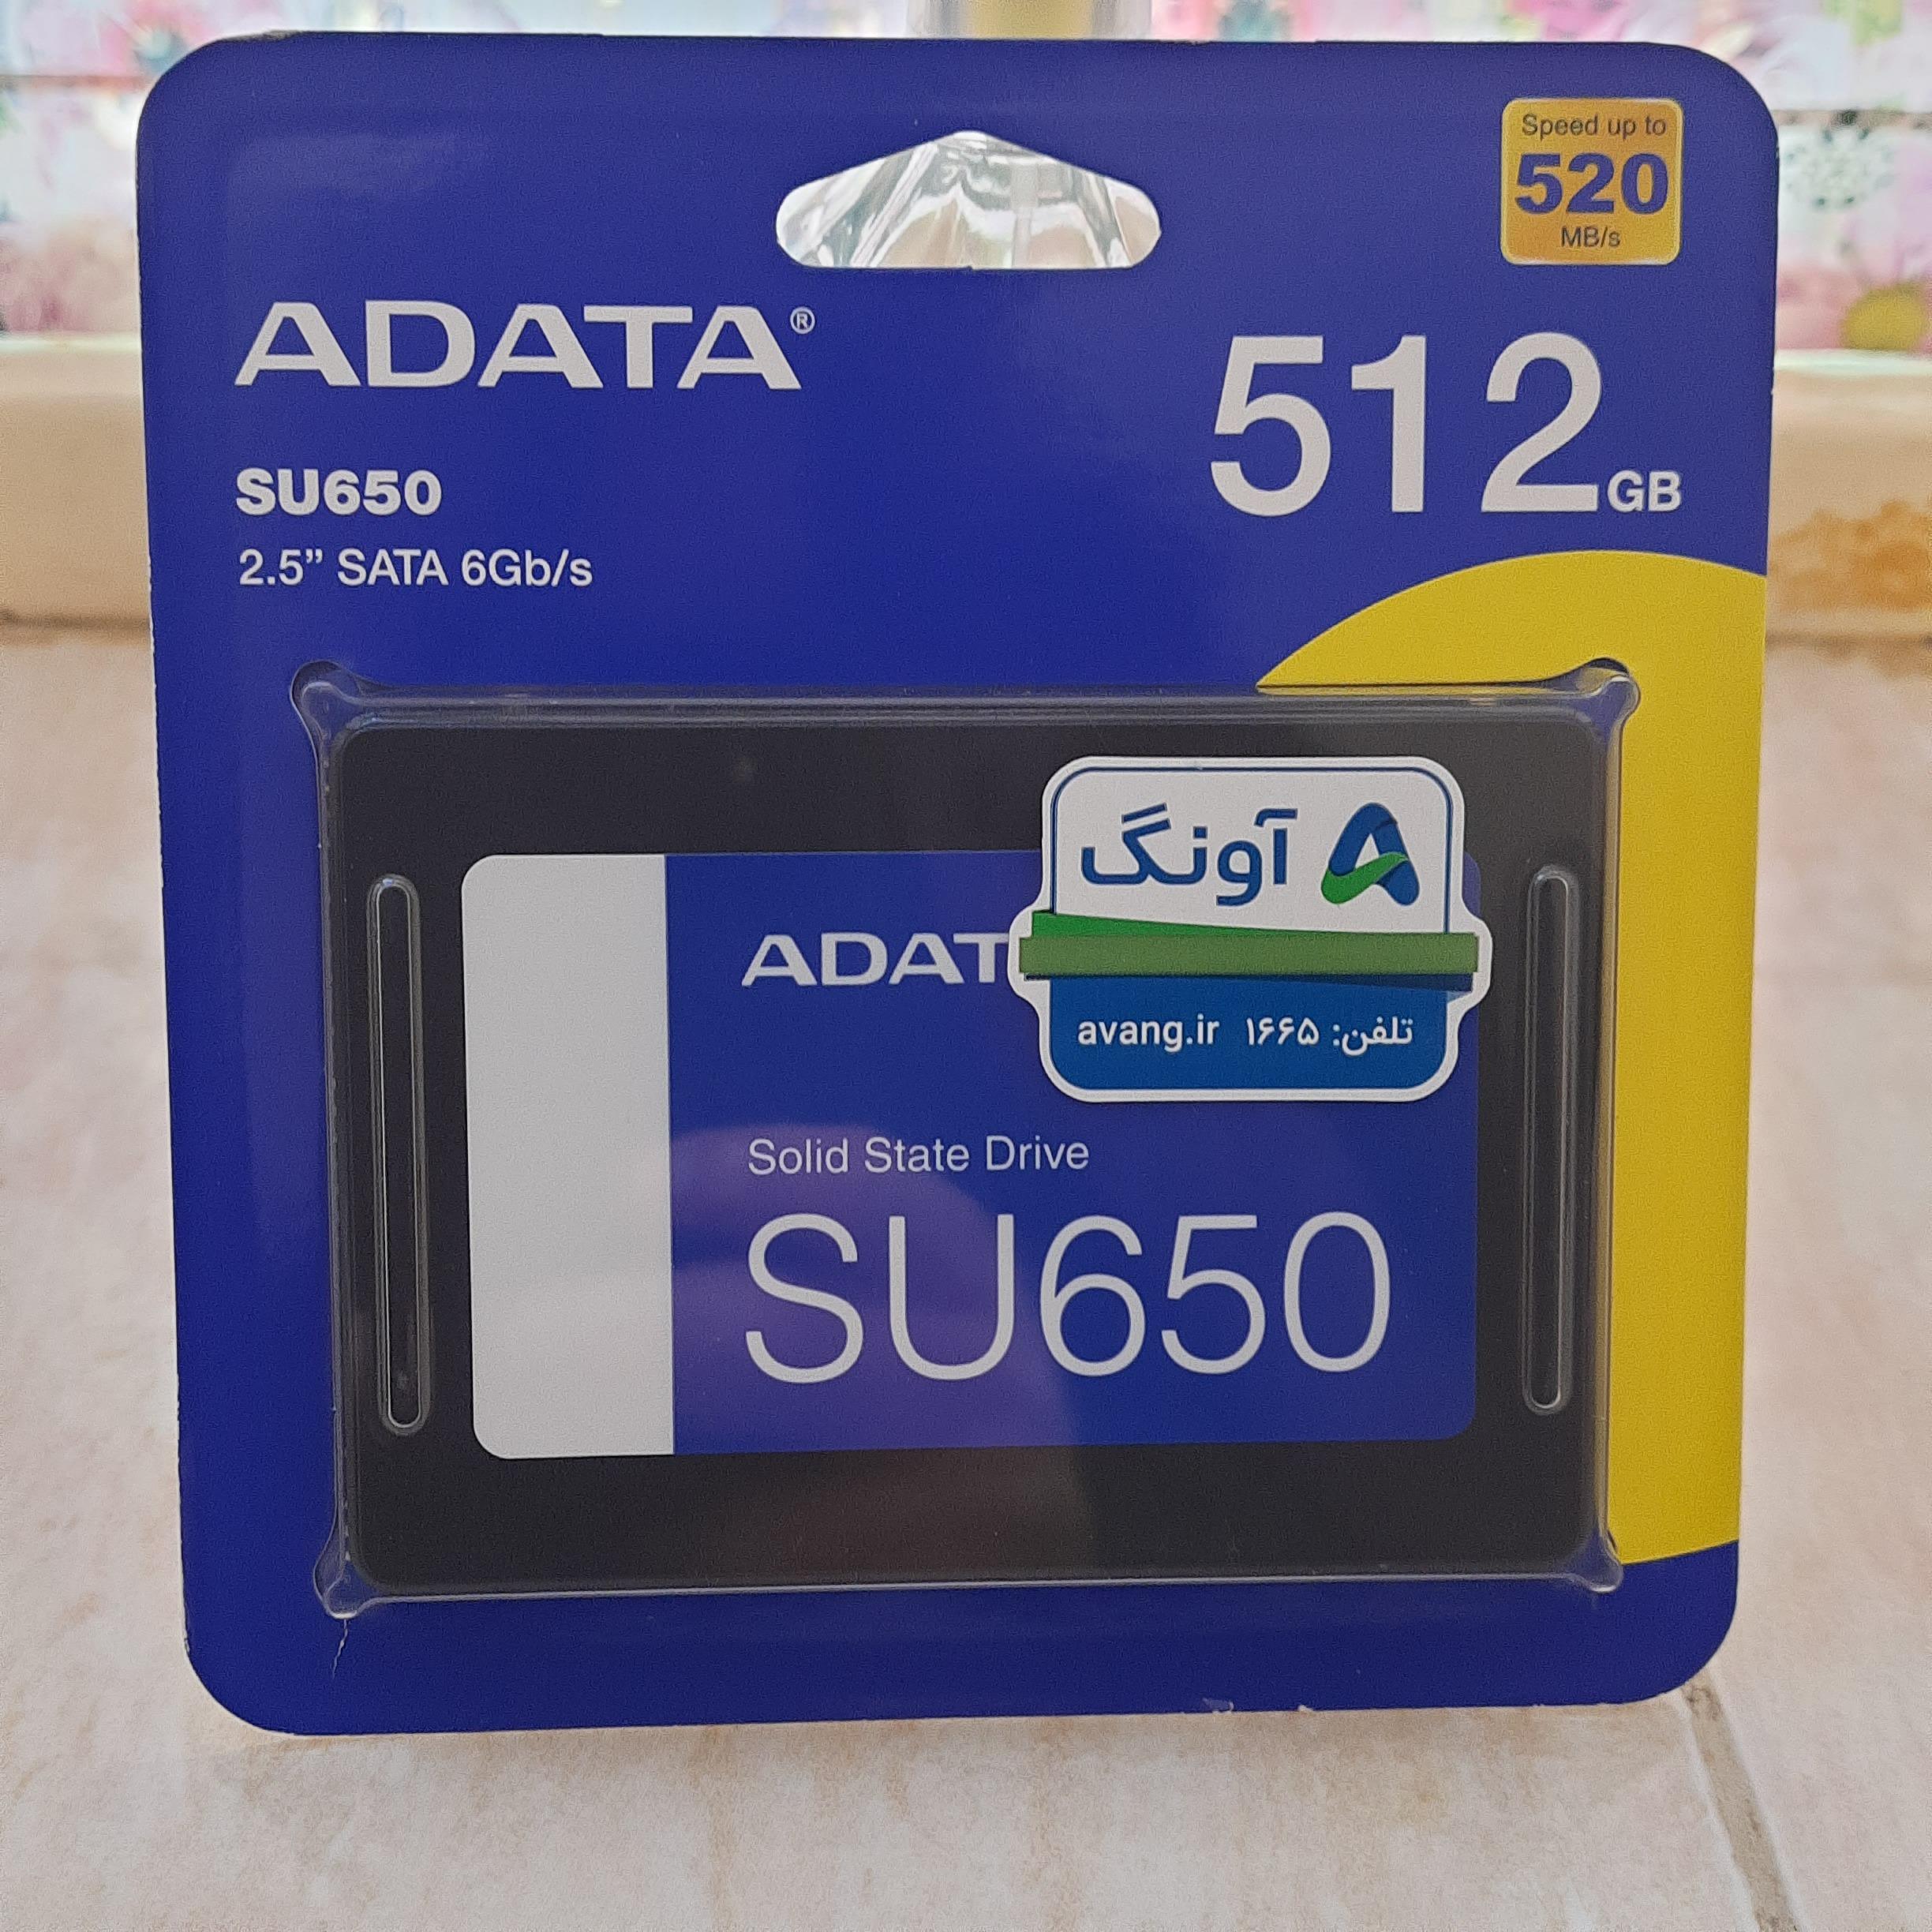 Speed up to
520
MB/s
ADATA®
512GB
SU650
2.5” SATA 6Gb/s
آونگ
ADAT
تلفن: ۱۶۶۵ avang.ir
Solid State Drive
SU650